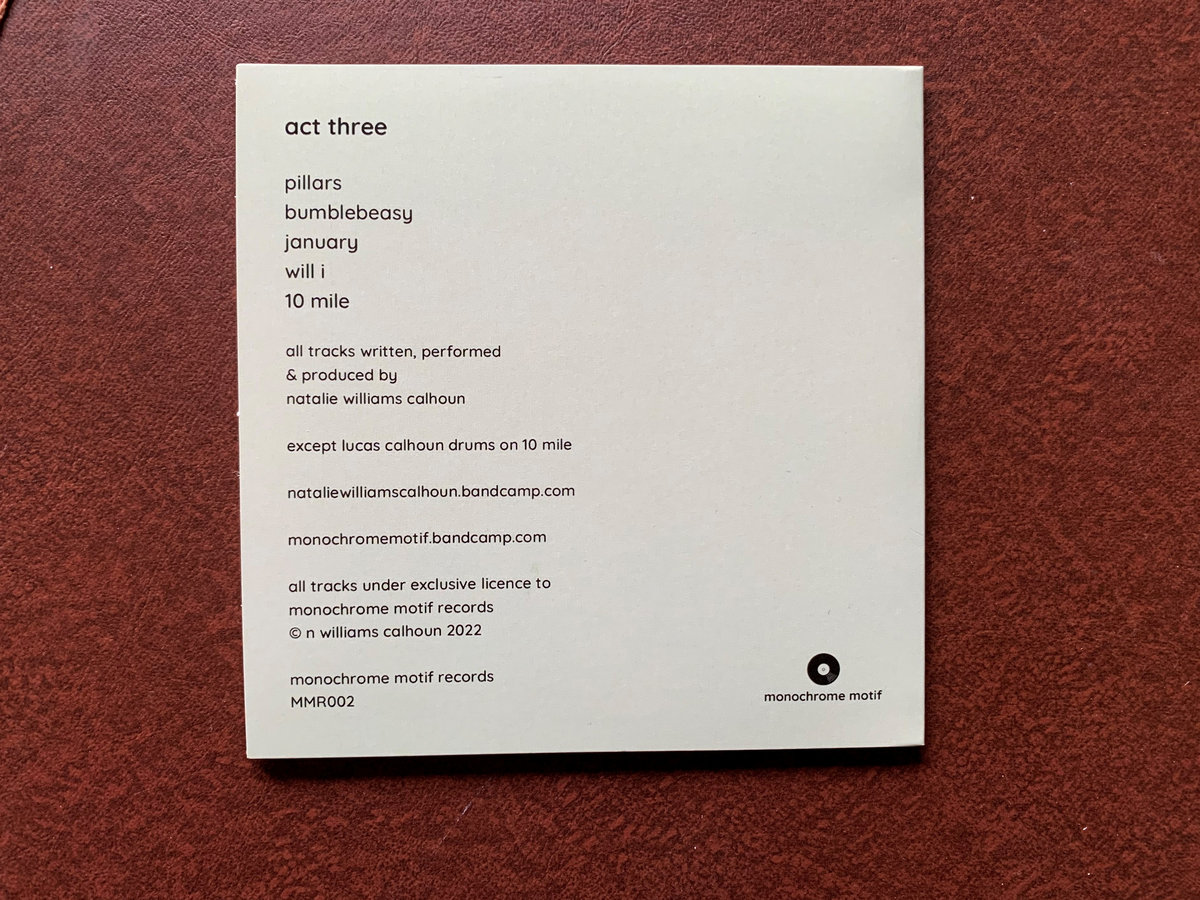 act three
pillars
bumblebeasy
january
will i
10 mile
all tracks written, performed
& produced by
natalie williams calhoun
except lucas calhoun drums on 10 mile
nataliewilliamscalhoun.bandcamp.com
monochromemotif.bandcamp.com
all tracks under exclusive licence to
monochrome motif records
© n williams calhoun 2022
monochrome motif records
MMR002
monochrome motif